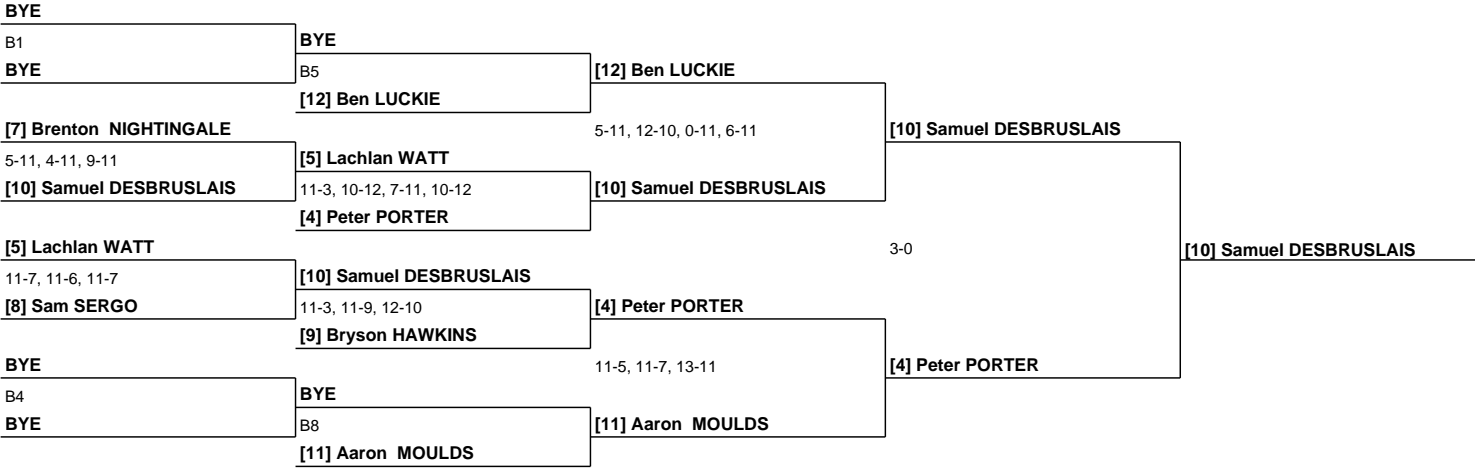 BYE
B1
BYE
[7] Brenton NIGHTINGALE
5-11, 4-11, 9-11
[10] Samuel DESBRUSLAIS
[5] Lachlan WATT
11-7, 11-6, 11-7
[8] Sam SERGO
BYE
B4
BYE
BYE
B5
[12] Ben LUCKIE
[5] Lachlan WATT
11-3, 10-12, 7-11, 10-12
[4] Peter PORTER
[10] Samuel DESBRUSLAIS
11-3, 11-9, 12-10
[9] Bryson HAWKINS
BYE
B8
[11] Aaron MOULDS
[12] Ben LUCKIE
5-11, 12-10, 0-11, 6-11
[10] Samuel DESBRUSLAIS
[4] Peter PORTER
11-5, 11-7, 13-11
[11] Aaron MOULDS
[10] Samuel DESBRUSLAIS
3-0
[4] Peter PORTER
[10] Samuel DESBRUSLAIS